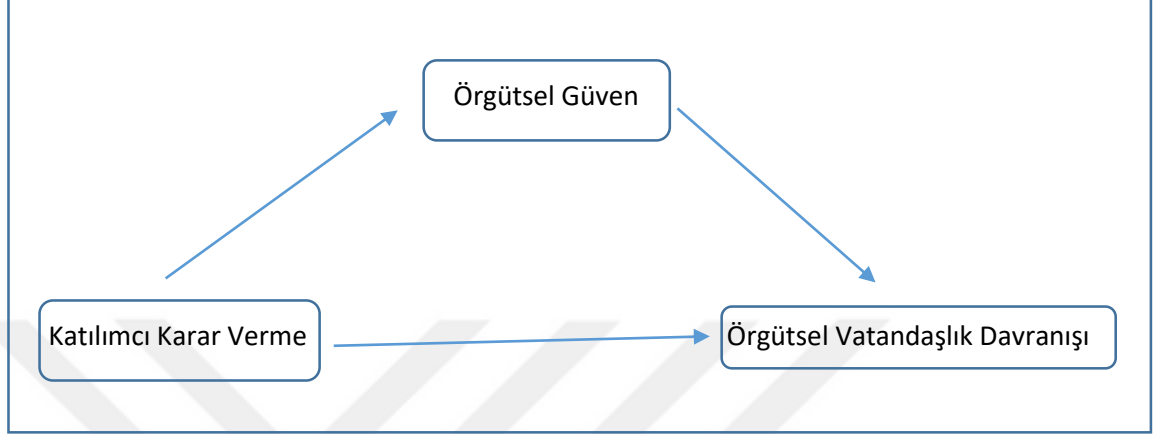 Örgütsel Güven
Katılımcı Karar Verme
Örgütsel Vatandaşlık Davranışı